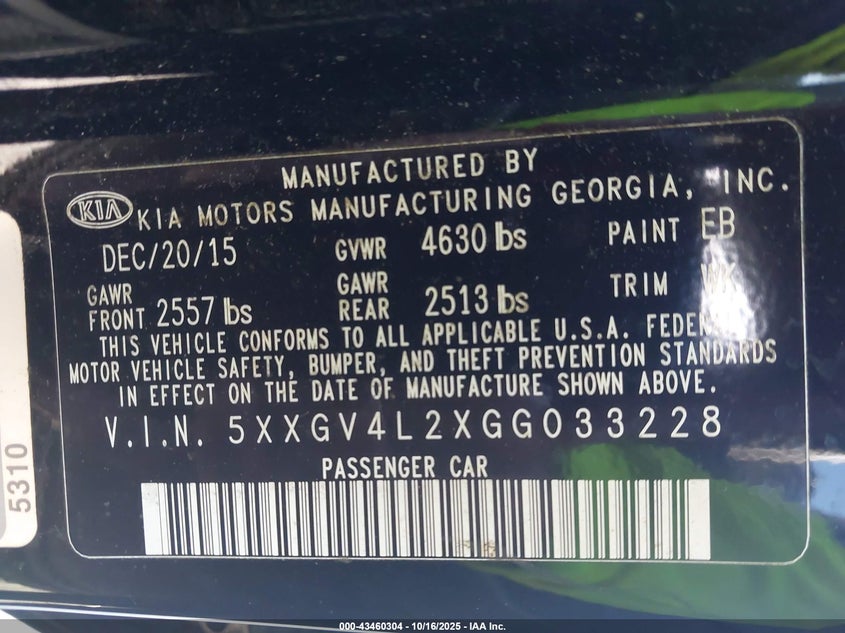 MANUFACTURED BY
KIA KIA MOTORS MANUFACTURING GEORGIA, INC.
DEC/20/15 GVWR 4630 lbs PAINT EB
GAWR FRONT 2557 lbs GAWR REAR 2513 lbs TRIM WK
THIS VEHICLE CONFORMS TO ALL APPLICABLE U.S.A.
MOTOR VEHICLE SAFETY, BUMPER, AND THEFT PREVENTION STANDARDS
IN EFFECT ON THE DATE OF MANUFACTURE SHOWN ABOVE.
V.I.N. 5XXGV4L2XGG033228
PASSENGER CAR
5310
000-43460304 - 10/16/2025 - IAA Inc.